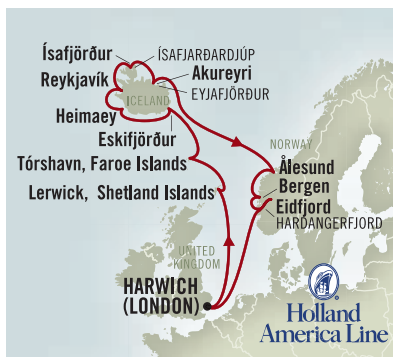 Ísafjörður
ÍSAFJARÐARDJÚP
Reykjavík
Akureyri
ICELAND
EYJAFJÖRÐUR
Heimaey
Eskifjörður
NORWAY
Tórshavn, Faroe Islands
Ålesund
Lerwick, Shetland Islands
Bergen
Eidfjord
HARDANGERFJORD
UNITED
KINGDOM
HARWICH
(LONDON)
Holland
America Line